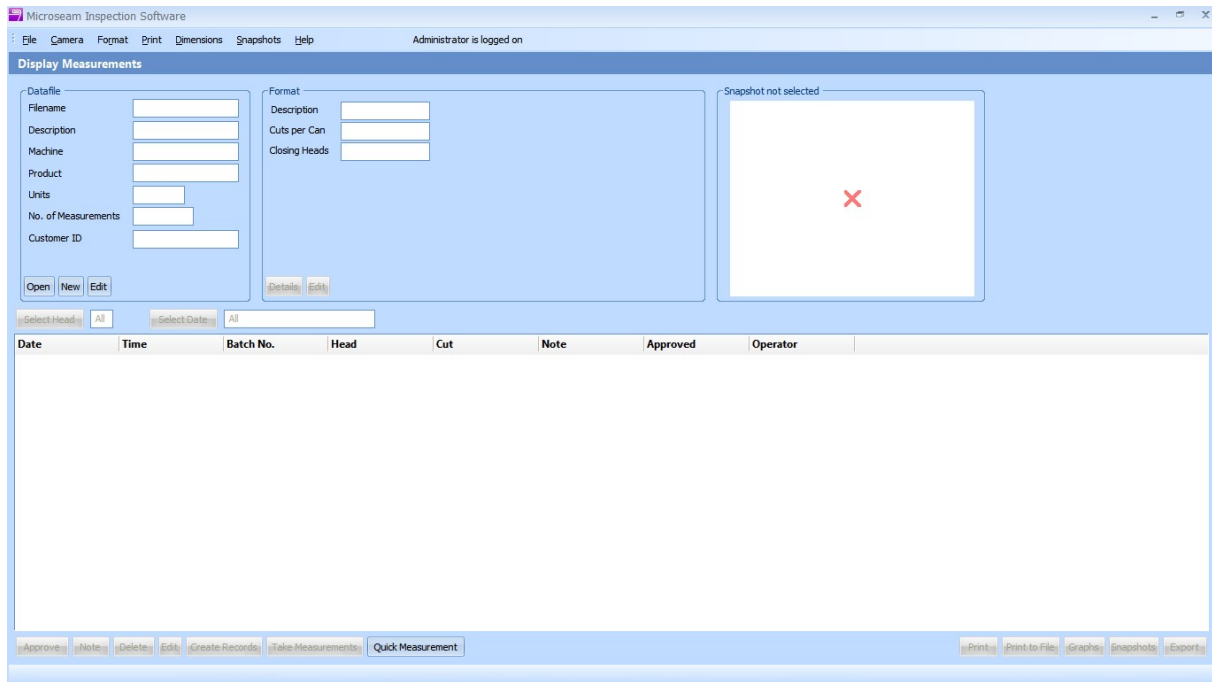 Microseam Inspection Software
File Camera Format Print Dimensions Snapshots Help Administrator is logged on
Display Measurements
Datafile
Filename
Description
Machine
Product
Units
No. of Measurements
Customer ID
Open New Edit
Format
Description
Cuts per Can
Closing Heads
Details Edit
Snapshot not selected
Select Head All Select Date All
Date Time Batch No. Head Cut Note Approved Operator
Approve Note Delete Edit Create Records Take Measurements Quick Measurement Print Print to File Graphs Snapshots Export